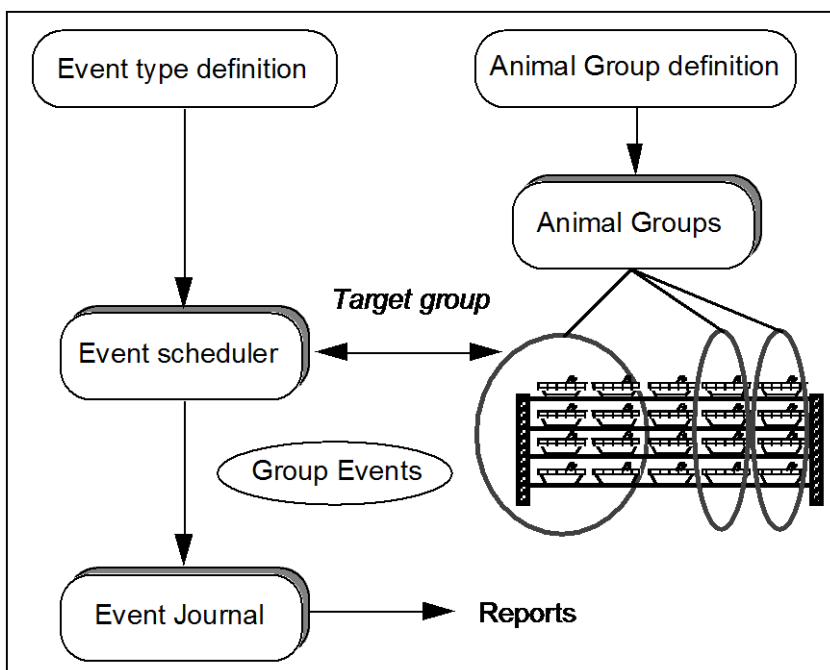 Event type definition
Animal Group definition
Animal Groups
Target group
Event scheduler
Group Events
Event Journal
Reports